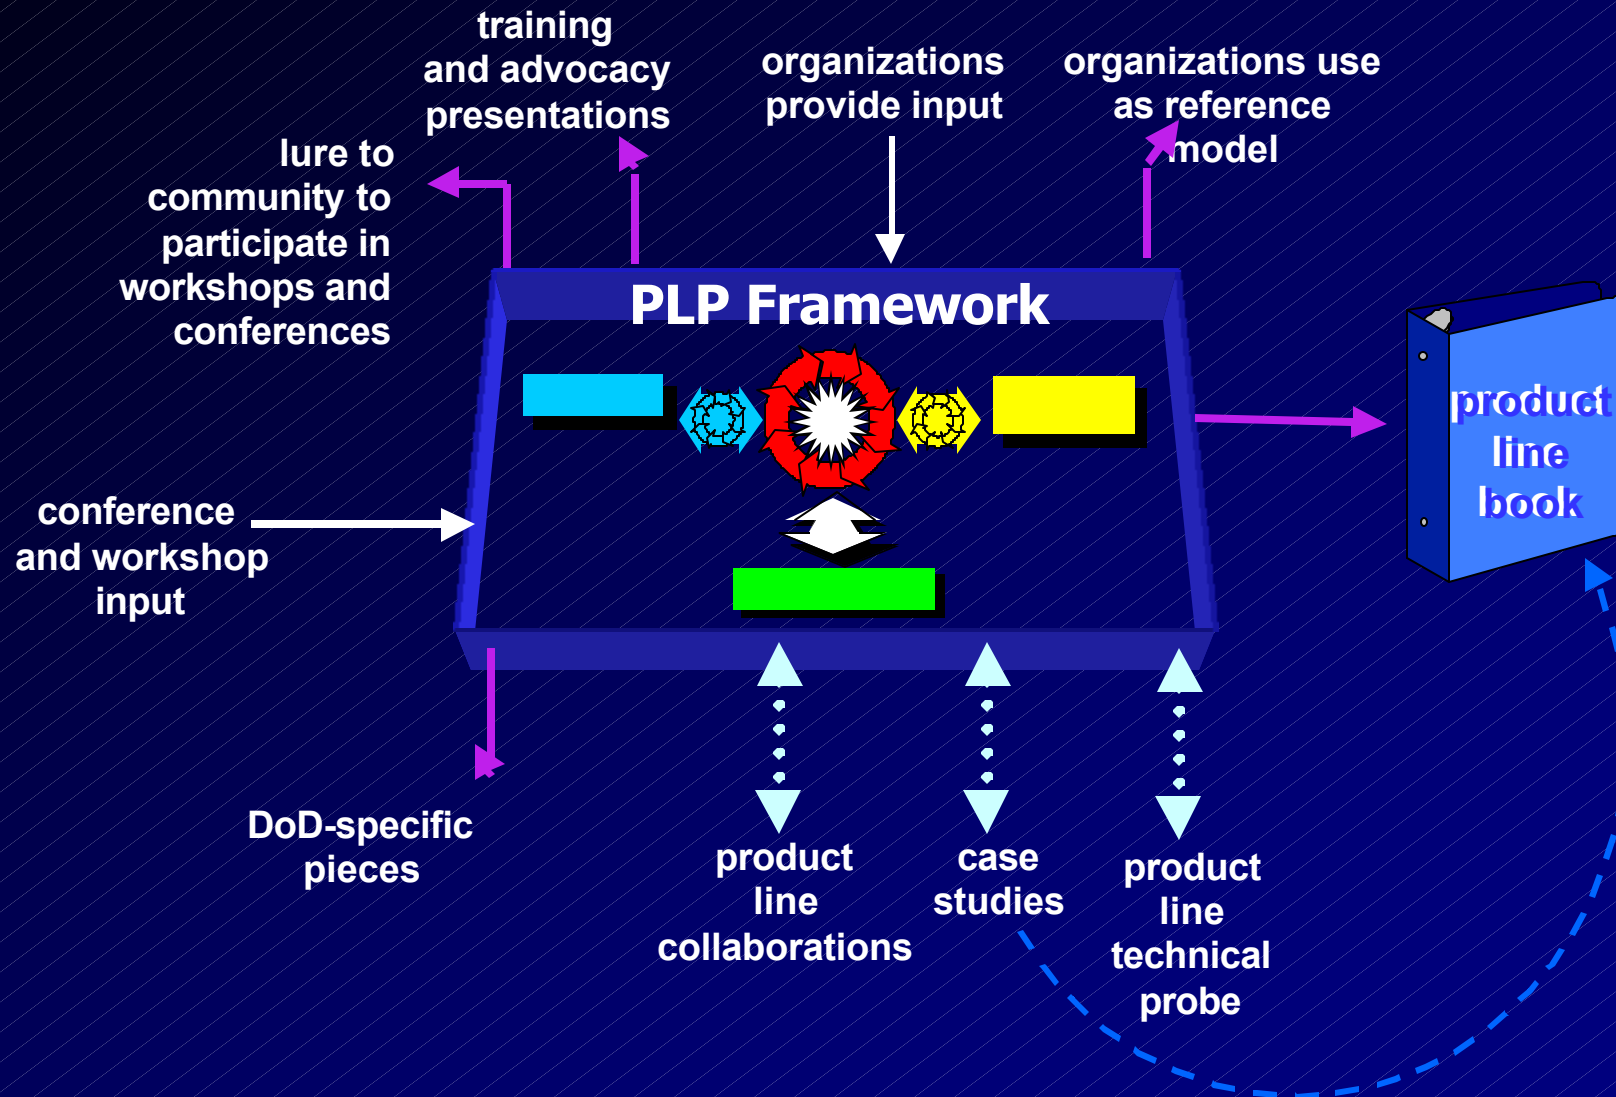 training
and advocacy
presentations
organizations
provide input
organizations use
as reference
model
lure to
community to
participate in
workshops and
conferences
PLP Framework
product
line
book
conference
and workshop
input
DoD-specific
pieces
product
line
collaborations
case
studies
product
line
technical
probe